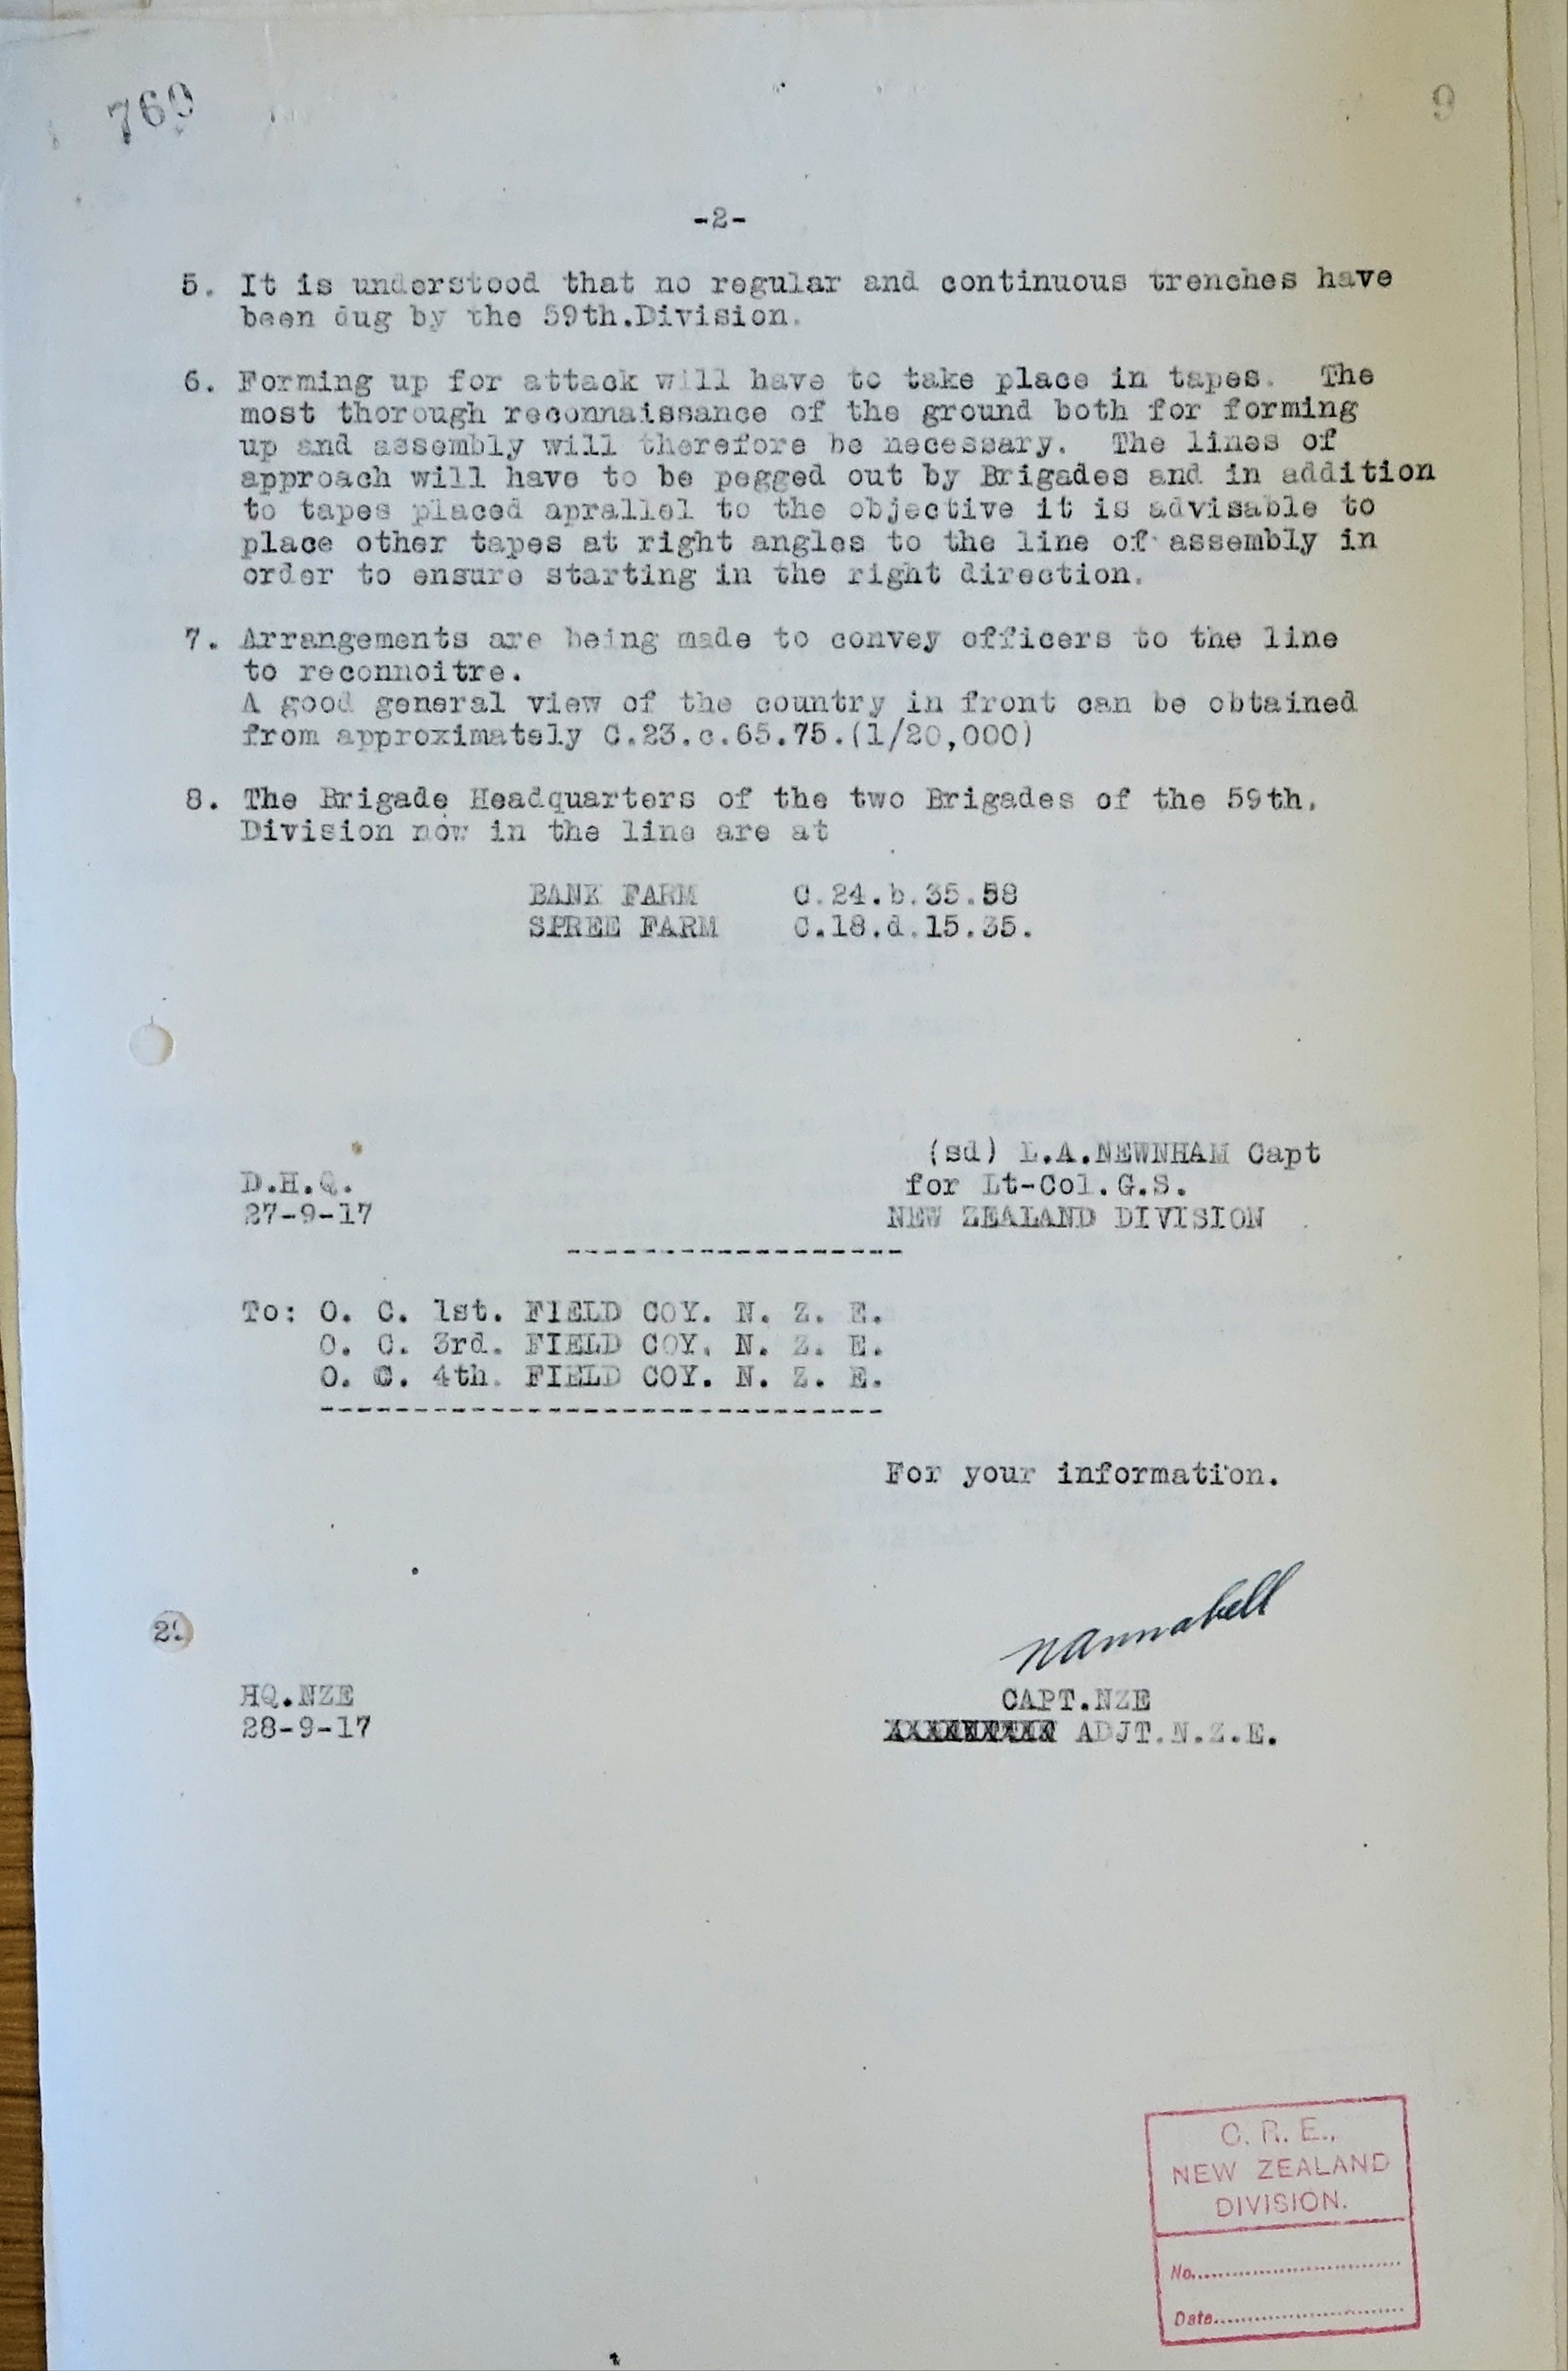 760
9
-2-
5. It is understood that no regular and continuous trenches have
been dug by the 59th.Division.
6. Forming up for attack will have to take place in tapes. The
most thorough reconnaissance of the ground both for forming
up and assembly will therefore be necessary. The lines of
approach will have to be pegged out by Brigades and in addition
to tapes placed aprallel to the objective it is advisable to
place other tapes at right angles to the line of assembly in
order to ensure starting in the right direction.
7. Arrangements are being made to convey officers to the line
to reconnoitre.
A good general view of the country in front can be obtained
from approximately C.23.c.65.75.(1/20,000)
8. The Brigade Headquarters of the two Brigades of the 59th.
Division now in the line are at
BANK FARM C.24.b.35.58
SPREE FARM C.18.d.15.35.
(sd) L.A.NEWNHAM Capt
D.H.Q. for Lt-Col.G.S.
27-9-17 NEW ZEALAND DIVISION
To: O. C. 1st. FIELD COY. N. Z. E.
O. C. 3rd. FIELD COY. N. Z. E.
O. C. 4th. FIELD COY. N. Z. E.
For your information.
NAnnabell
2.
HQ.NZE CAPT.NZE
28-9-17 ADJT.N.Z.E.
C. R. E.,
NEW ZEALAND
DIVISION.
No.
Date